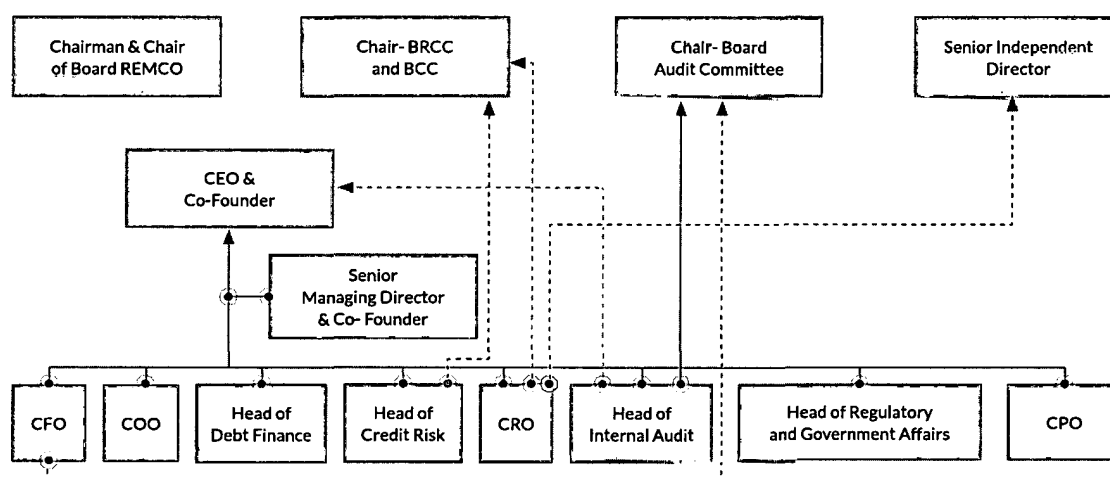 Chairman & Chair
of Board REMCO
Chair- BRCC
and BCC
Chair- Board
Audit Committee
Senior Independent
Director
CEO &
Co-Founder
Senior
Managing Director
& Co- Founder
CFO
COO
Head of
Debt Finance
Head of
Credit Risk
CRO
Head of
Internal Audit
Head of Regulatory
and Government Affairs
CPO